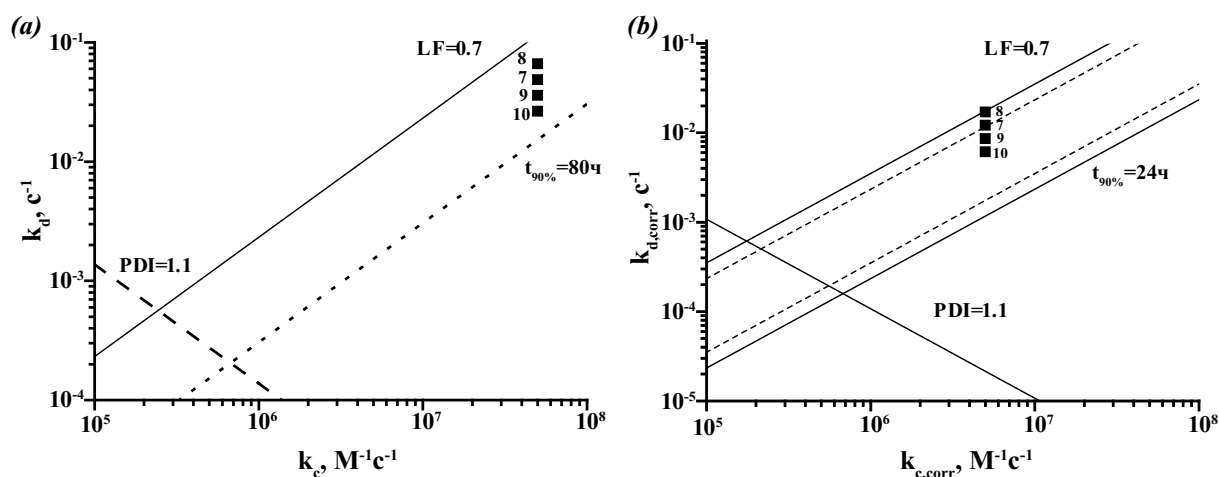 (a)
LF=0.7
8
7
9
10
t90%=80ч
PDI=1.1
kd, c-1
10-1
10-2
10-3
10-4
105
106
107
108
kc, M-1c-1
(b)
LF=0.7
8
7
9
10
t90%=24ч
PDI=1.1
kd,corr, c-1
10-1
10-2
10-3
10-4
10-5
105
106
107
108
kc,corr, M-1c-1